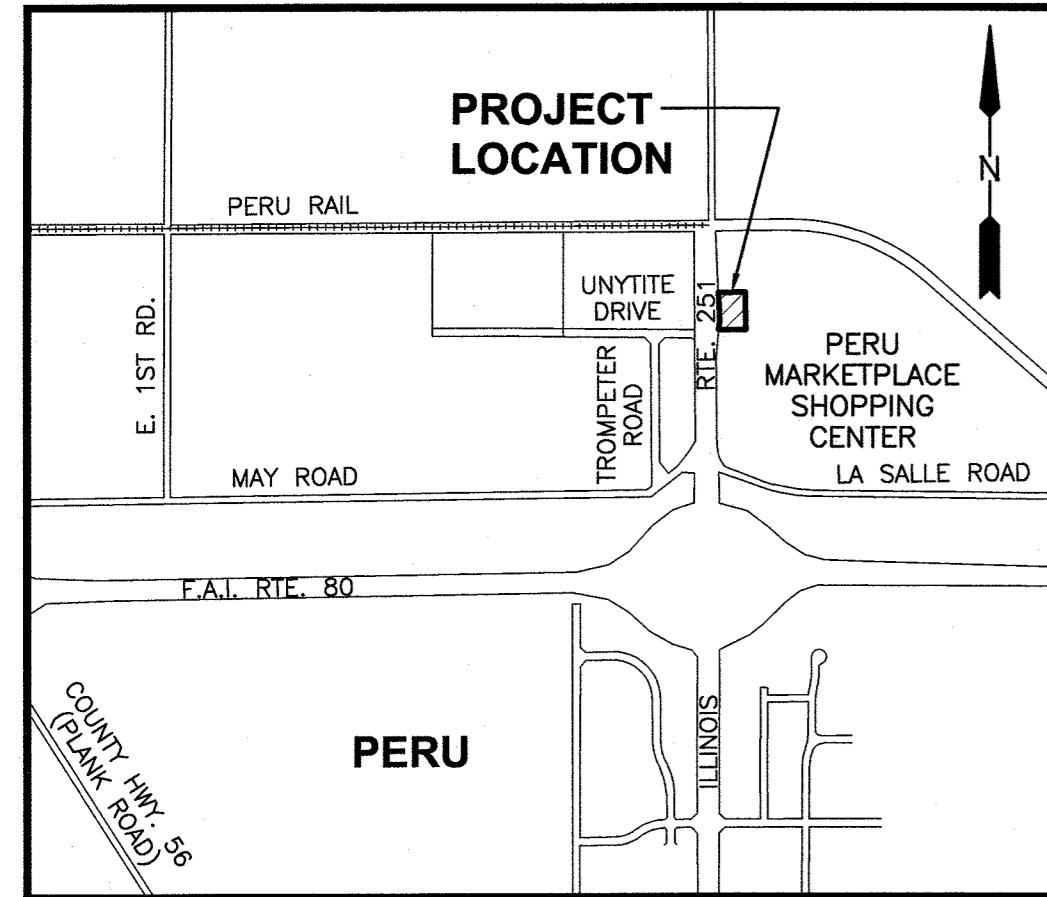 PROJECT
LOCATION
N
PERU RAIL
UNYTITE
DRIVE
RTE. 251
E. 1ST RD.
TROMPETER
ROAD
PERU
MARKETPLACE
SHOPPING
CENTER
MAY ROAD
LA SALLE ROAD
F.A.I. RTE. 80
COUNTY HWY. 56
(PLANK ROAD)
PERU
ILLINOIS